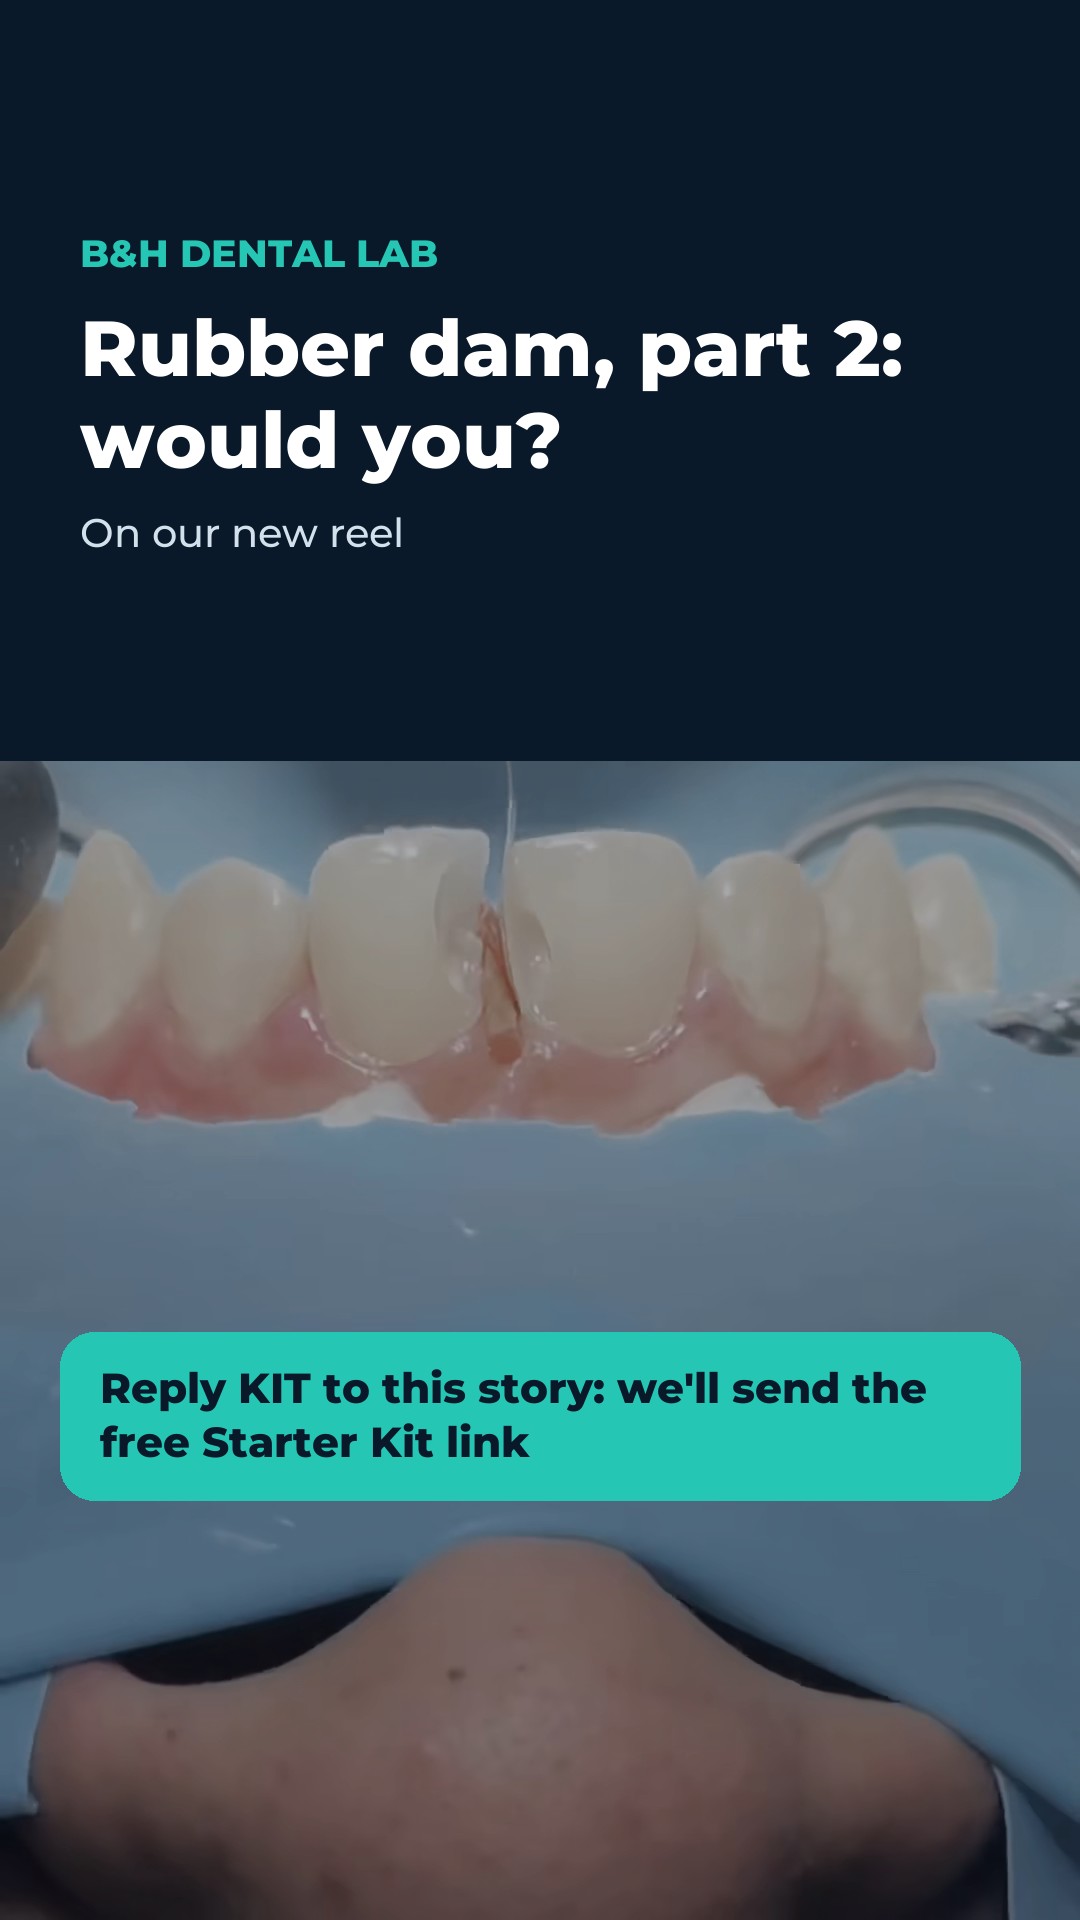 B&H DENTAL LAB
Rubber dam, part 2:
would you?
On our new reel
Reply KIT to this story: we'll send the
free Starter Kit link